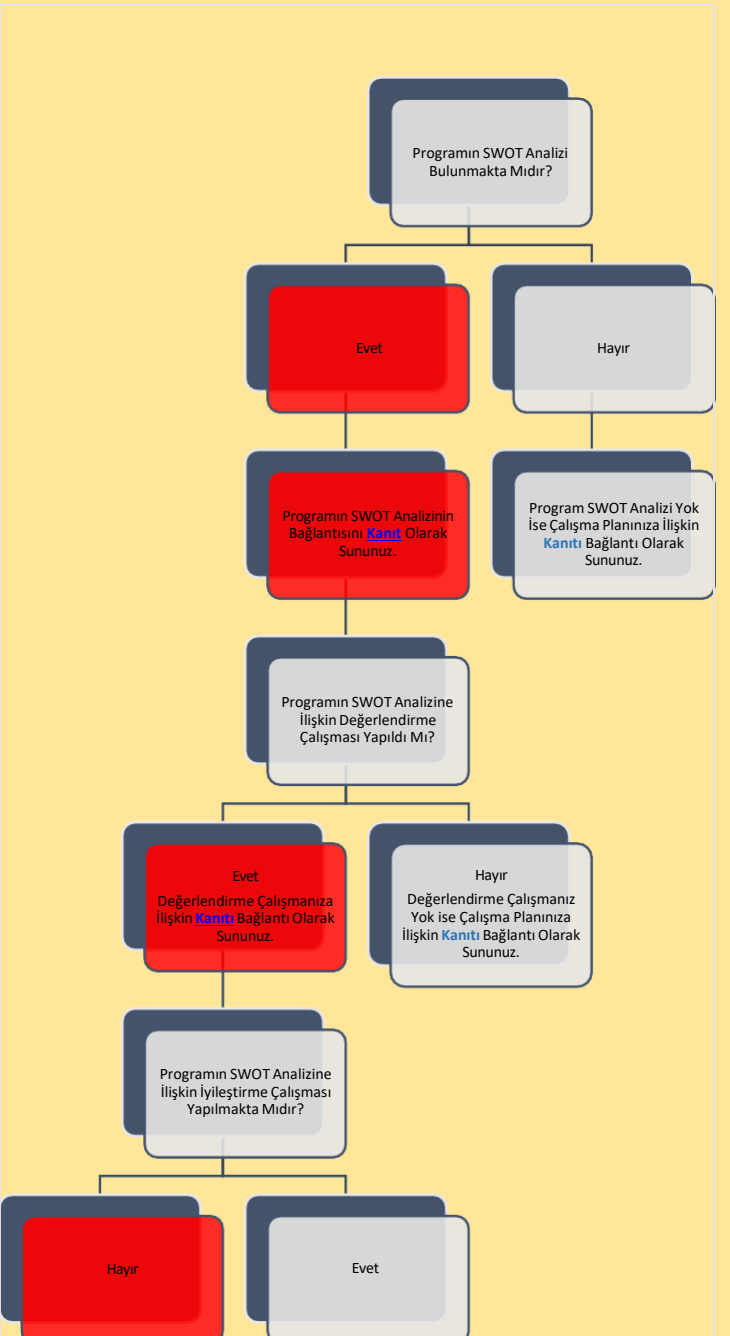 Programın SWOT Analizi
Bulunmakta Mıdır?
Evet
Hayır
Programın SWOT Analizinin
Bağlantısını Kanıt Olarak
Sununuz.
Program SWOT Analizi Yok
İse Çalışma Planınıza İlişkin
Kanıtı Bağlantı Olarak
Sununuz.
Programın SWOT Analizine
İlişkin Değerlendirme
Çalışması Yapıldı Mı?
Evet
Değerlendirme Çalışmanıza
İlişkin Kanıtı Bağlantı Olarak
Sununuz.
Hayır
Değerlendirme Çalışmanız
Yok ise Çalışma Planınıza
İlişkin Kanıtı Bağlantı Olarak
Sununuz.
Programın SWOT Analizine
İlişkin İyileştirme Çalışması
Yapılmakta Mıdır?
Hayır
Evet